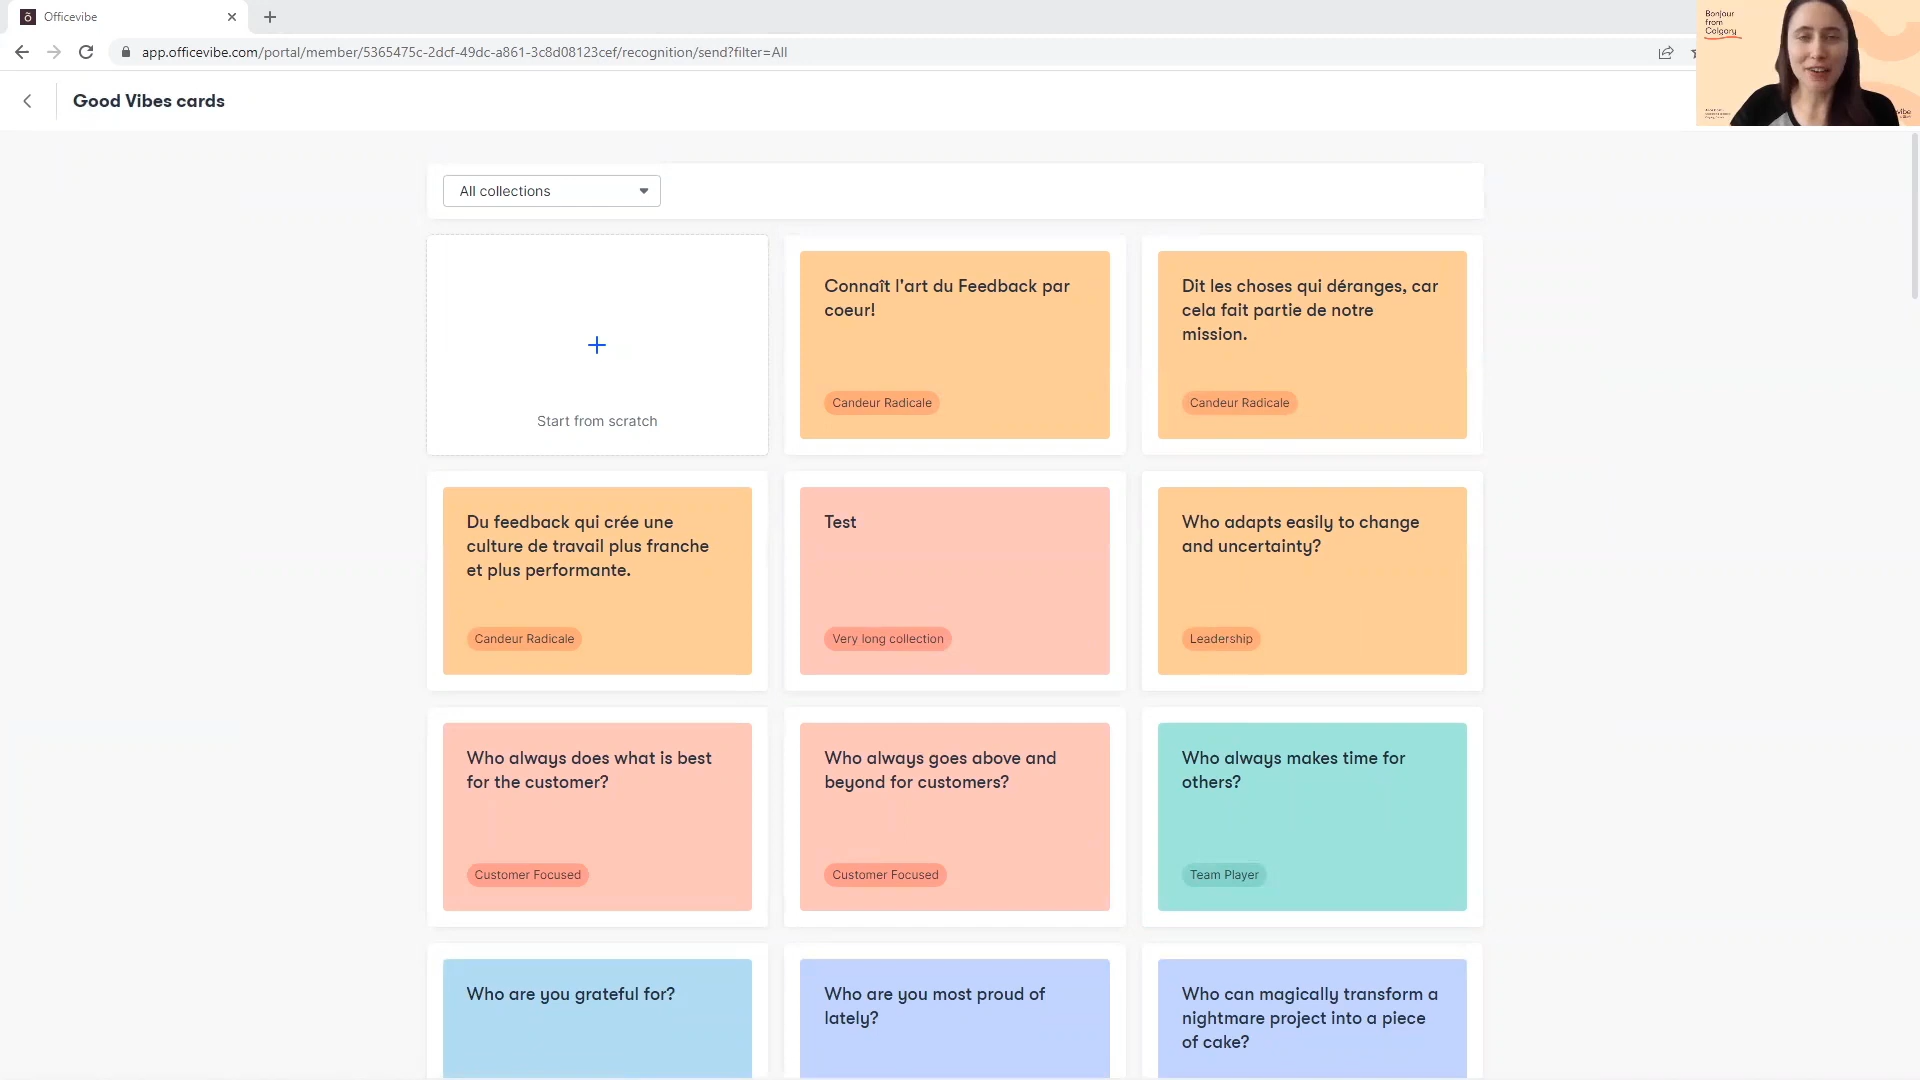 Officevibe
app.officevibe.com/portal/member/5365475c-2dcf-49dc-a861-3c8d08123cef/recognition/send?filter=All
Bonjour
from
Calgary
Good Vibes cards
All collections
Start from scratch
Connaît l'art du Feedback par
coeur!
Candeur Radicale
Dit les choses qui déranges, car
cela fait partie de notre
mission.
Candeur Radicale
Du feedback qui crée une
culture de travail plus franche
et plus performante.
Candeur Radicale
Test
Very long collection
Who adapts easily to change
and uncertainty?
Leadership
Who always does what is best
for the customer?
Customer Focused
Who always goes above and
beyond for customers?
Customer Focused
Who always makes time for
others?
Team Player
Who are you grateful for?
Who are you most proud of
lately?
Who can magically transform a
nightmare project into a piece
of cake?